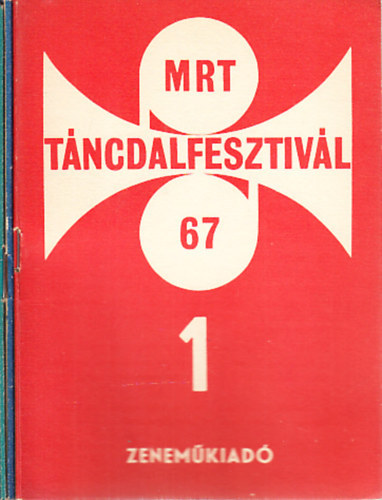 MRT
TÁNCDALFESZTIVÁL
67
1
ZENEMŰKIADÓ